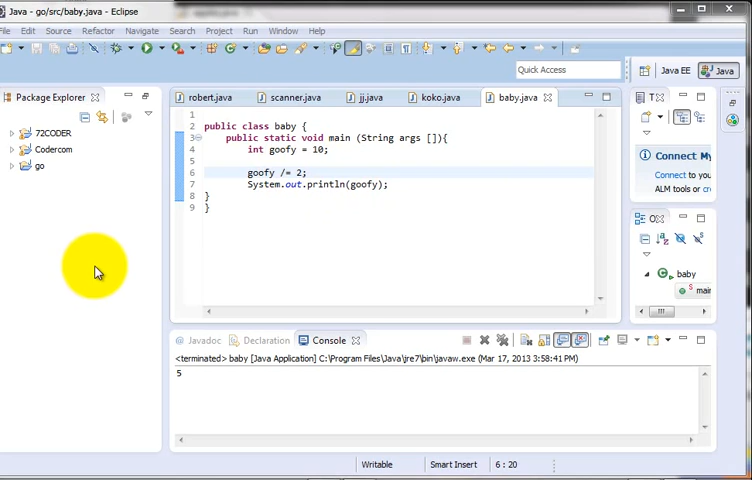 Java - go/src/baby.java - Eclipse
File Edit Source Refactor Navigate Search Project Run Window Help
Quick Access
Java EE
Java
Package Explorer
robert.java
scanner.java
jj.java
koko.java
baby.java
72CODER
Codercom
go
1
2 public class baby {
3 public static void main (String args []){
4 int goofy = 10;
5
6 goofy /= 2;
7 System.out.println(goofy);
8 }
9 }
T
Connect My
Connect to you
ALM tools or cre
O
baby
mair
Javadoc
Declaration
Console
<terminated> baby [Java Application] C:\Program Files\Java\jre7\bin\javaw.exe (Mar 17, 2013 3:58:41 PM)
5
Writable
Smart Insert
6 : 20